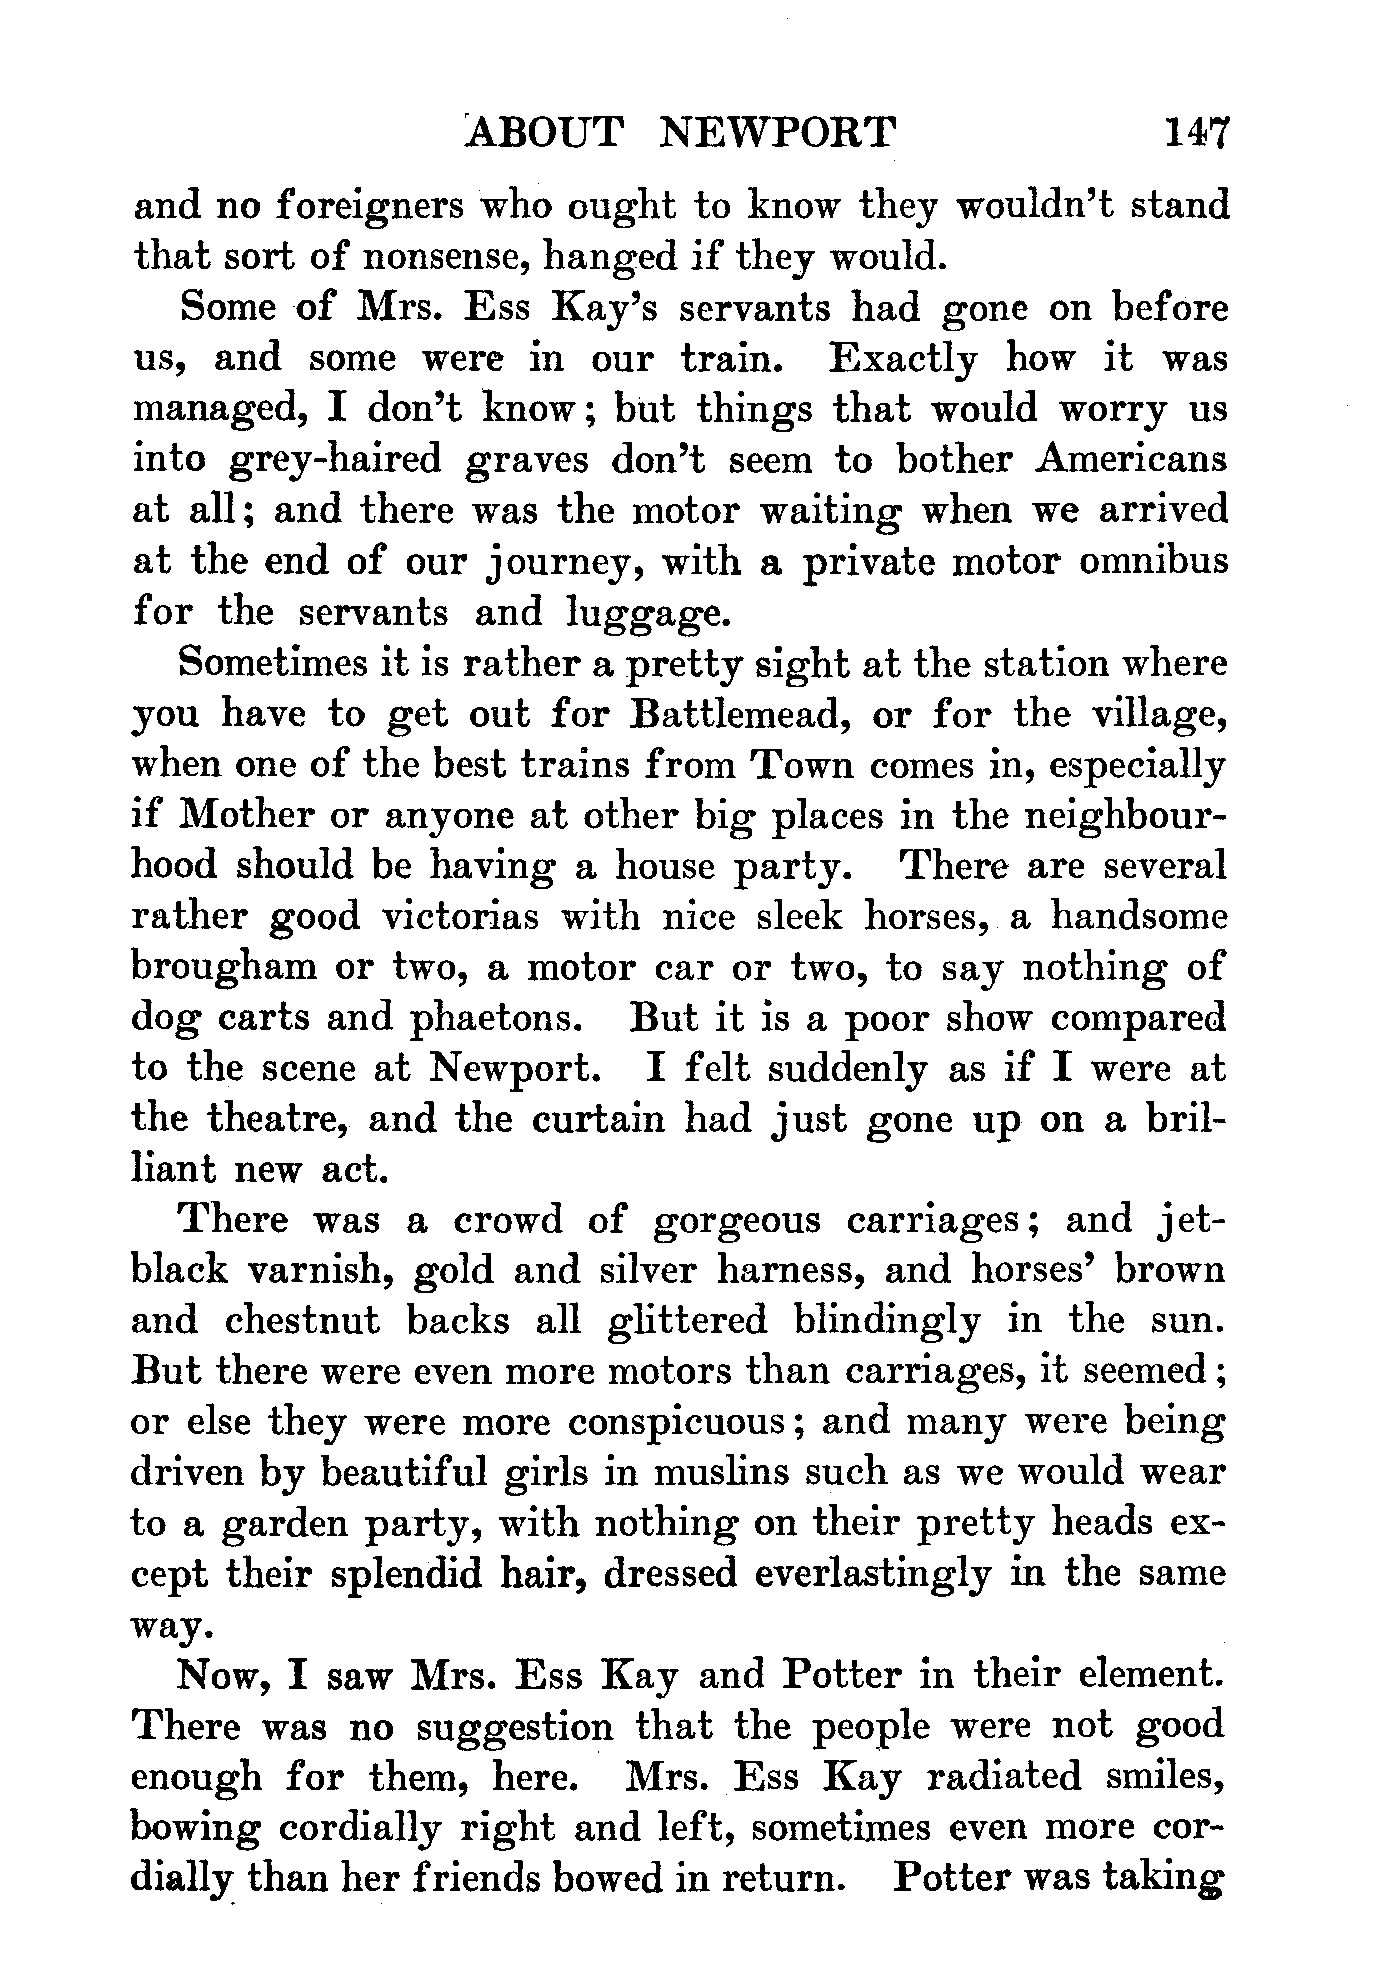 ABOUT NEWPORT 147
and no foreigners who ought to know they wouldn't stand
that sort of nonsense, hanged if they would.
Some of Mrs. Ess Kay's servants had gone on before
us, and some were in our train. Exactly how it was
managed, I don't know; but things that would worry us
into grey-haired graves don't seem to bother Americans
at all; and there was the motor waiting when we arrived
at the end of our journey, with a private motor omnibus
for the servants and luggage.
Sometimes it is rather a pretty sight at the station where
you have to get out for Battlemead, or for the village,
when one of the best trains from Town comes in, especially
if Mother or anyone at other big places in the neighbour-
hood should be having a house party. There are several
rather good victorias with nice sleek horses, a handsome
brougham or two, a motor car or two, to say nothing of
dog carts and phaetons. But it is a poor show compared
to the scene at Newport. I felt suddenly as if I were at
the theatre, and the curtain had just gone up on a bril-
liant new act.
There was a crowd of gorgeous carriages; and jet-
black varnish, gold and silver harness, and horses' brown
and chestnut backs all glittered blindingly in the sun.
But there were even more motors than carriages, it seemed;
or else they were more conspicuous; and many were being
driven by beautiful girls in muslins such as we would wear
to a garden party, with nothing on their pretty heads ex-
cept their splendid hair, dressed everlastingly in the same
way.
Now, I saw Mrs. Ess Kay and Potter in their element.
There was no suggestion that the people were not good
enough for them, here. Mrs. Ess Kay radiated smiles,
bowing cordially right and left, sometimes even more cor-
dially than her friends bowed in return. Potter was taking